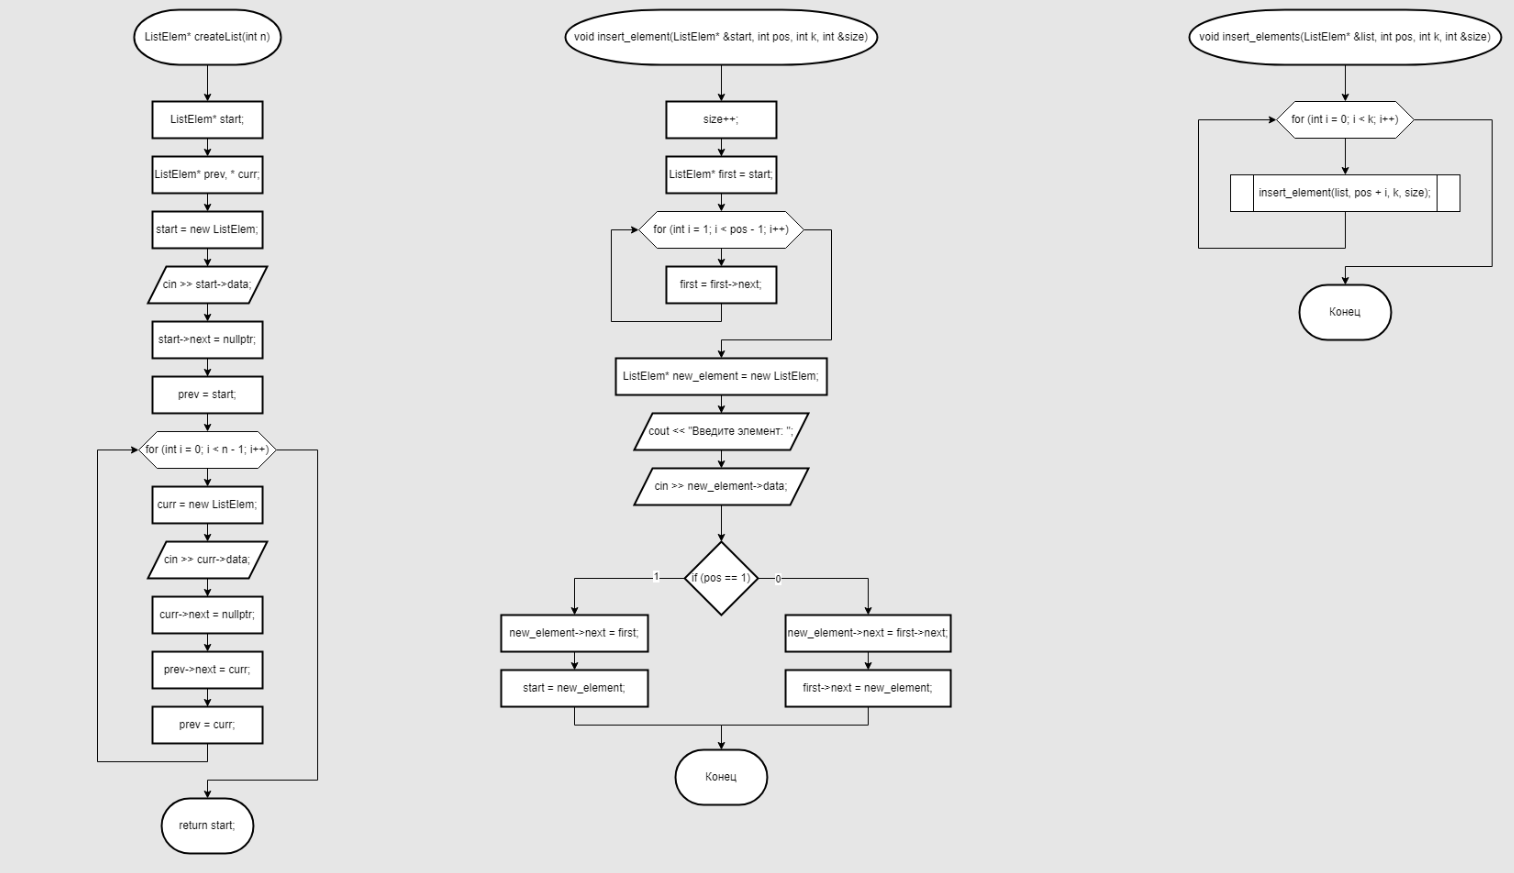 ListElem* createList(int n)
ListElem* start;
ListElem* prev, * curr;
start = new ListElem;
cin >> start->data;
start->next = nullptr;
prev = start;
for (int i = 0; i < n - 1; i++)
curr = new ListElem;
cin >> curr->data;
curr->next = nullptr;
prev->next = curr;
prev = curr;
return start;
void insert_element(ListElem* &start, int pos, int k, int &size)
size++;
ListElem* first = start;
for (int i = 1; i < pos - 1; i++)
first = first->next;
ListElem* new_element = new ListElem;
cout << "Введите элемент: ";
cin >> new_element->data;
if (pos == 1)
1
0
new_element->next = first;
start = new_element;
new_element->next = first->next;
first->next = new_element;
Конец
void insert_elements(ListElem* &list, int pos, int k, int &size)
for (int i = 0; i < k; i++)
insert_element(list, pos + i, k, size);
Конец